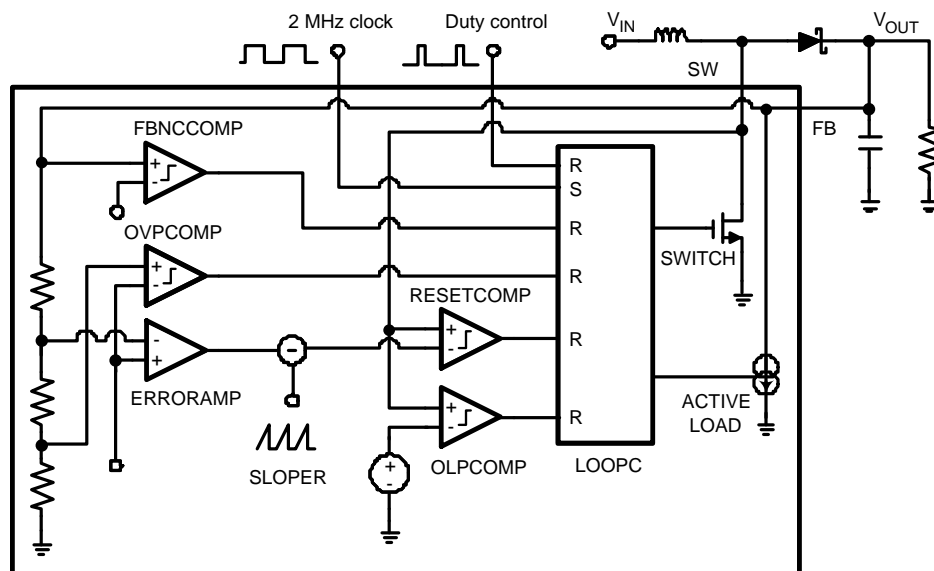 2 MHz clock
Duty control
VIN
VOUT
SW
FB
FBNCCOMP
+
-
R
S
R
OVPCOMP
+
-
R
SWITCH
RESETCOMP
+
-
R
-
+
-
ERRORAMP
SLOPER
+
-
R
+
-
OLPCOMP
LOOPC
ACTIVE
LOAD